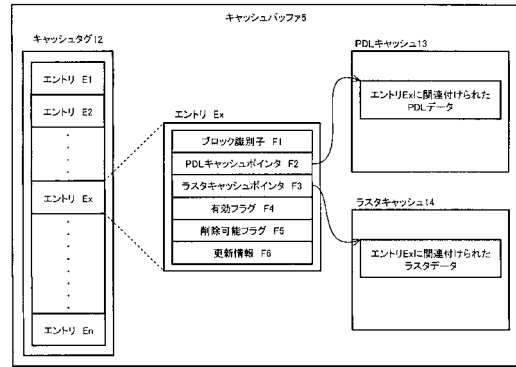 キャッシュバッファ5
キャッシュタグ12
エントリ E1
エントリ E2
エントリ Ex
エントリ En
エントリ Ex
ブロック識別子 F1
PDLキャッシュポインタ F2
ラスタキャッシュポインタ F3
有効フラグ F4
削除可能フラグ F5
更新情報 F6
PDLキャッシュ13
エントリExに関連付けられた
PDLデータ
ラスタキャッシュ14
エントリExに関連付けられた
ラスタデータ